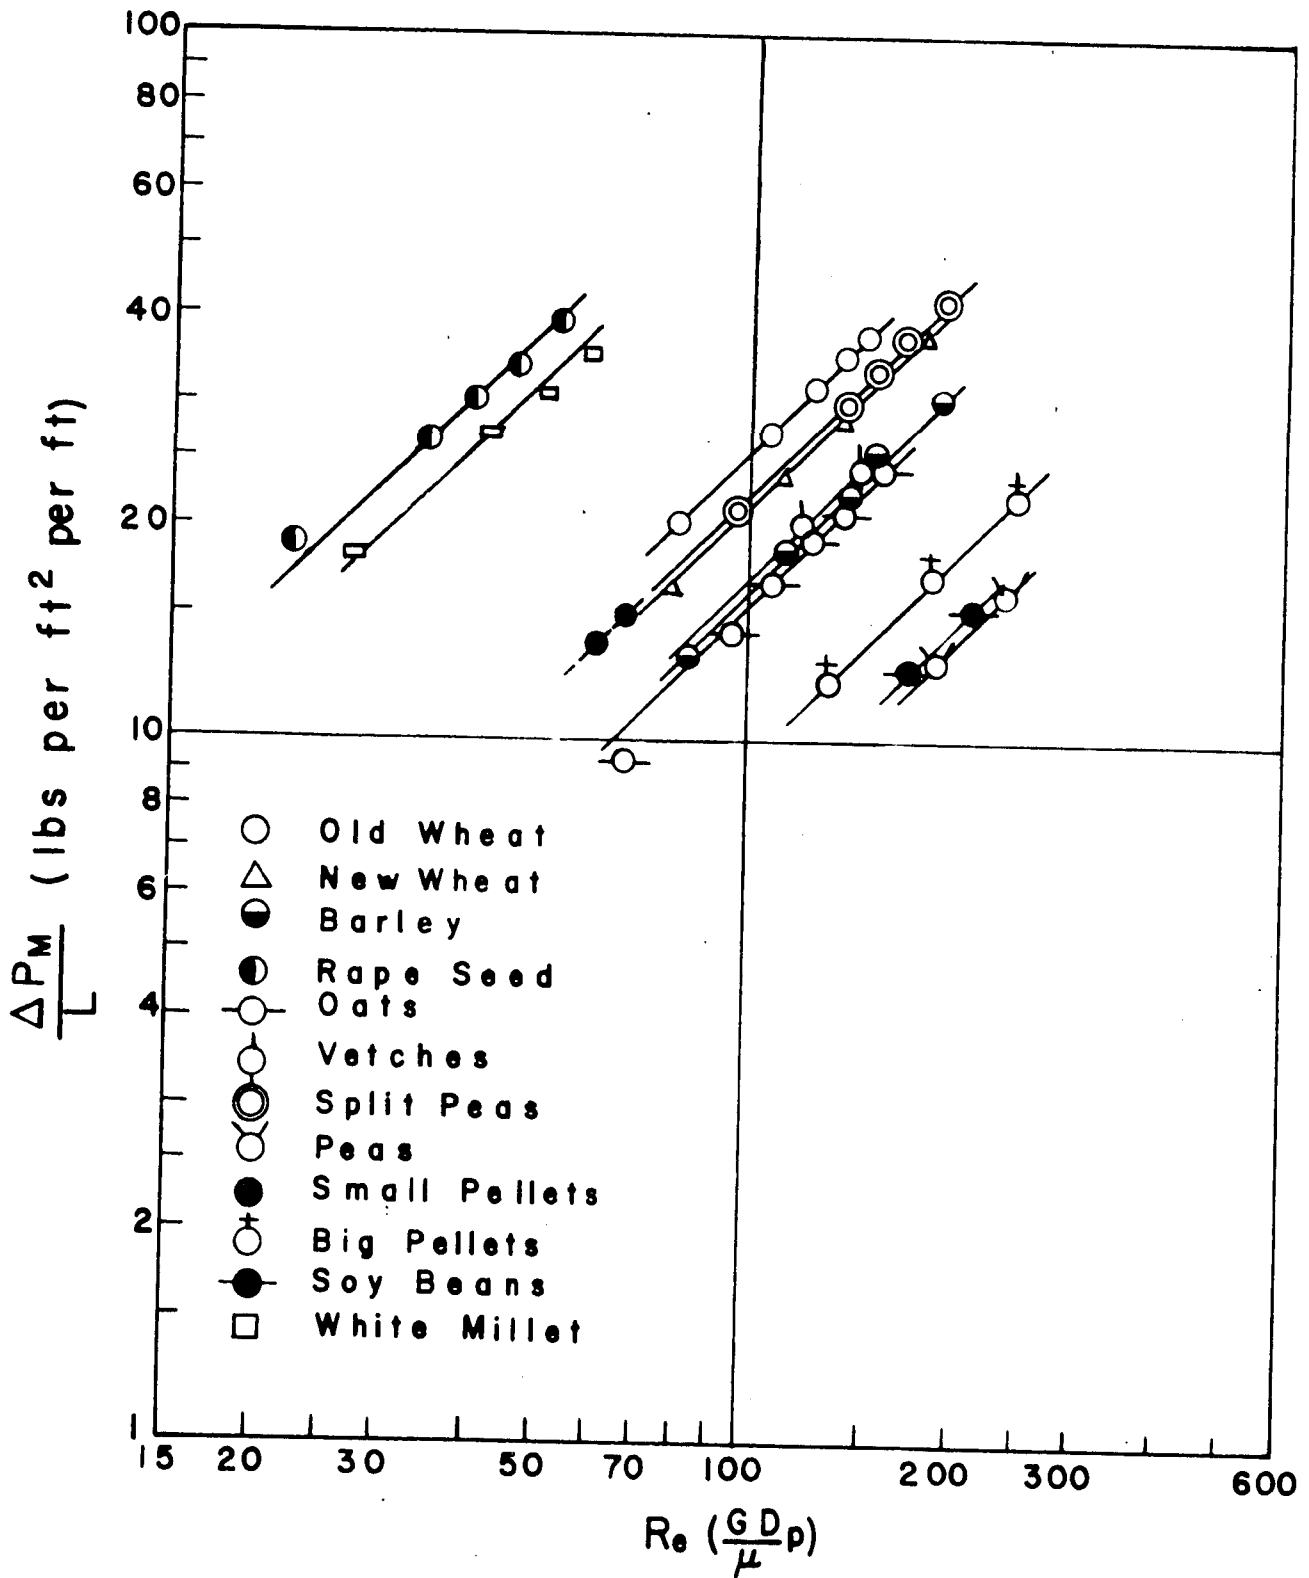 100
80
60
40
20
10
8
6
4
2
1
ΔPM/L (lbs per ft² per ft)
Old Wheat
New Wheat
Barley
Rape Seed
Oats
Vetches
Split Peas
Peas
Small Pellets
Big Pellets
Soy Beans
White Millet
15 20 30 50 70 100 200 300 600
Re (GD/μ p)